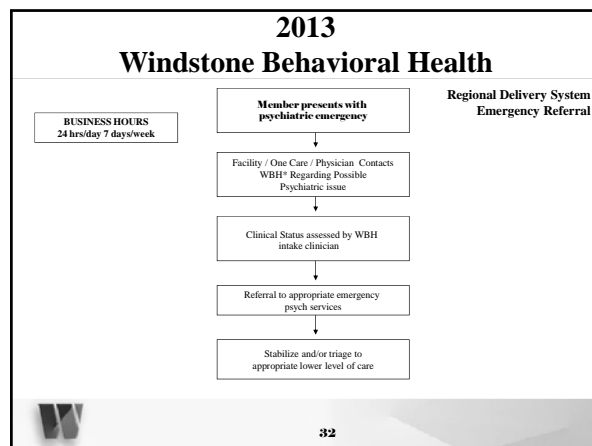 2013
Windstone Behavioral Health
Regional Delivery System
Emergency Referral
BUSINESS HOURS
24 hrs/day 7 days/week
Member presents with
psychiatric emergency
Facility / One Care / Physician Contacts
WBH* Regarding Possible
Psychiatric issue
Clinical Status assessed by WBH
intake clinician
Referral to appropriate emergency
psych services
Stabilize and/or triage to
appropriate lower level of care
W
32